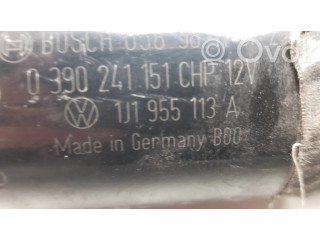 BOSCH
0 390 241 151 CHP 12V
1J1 955 113 A
Made in Germany B00